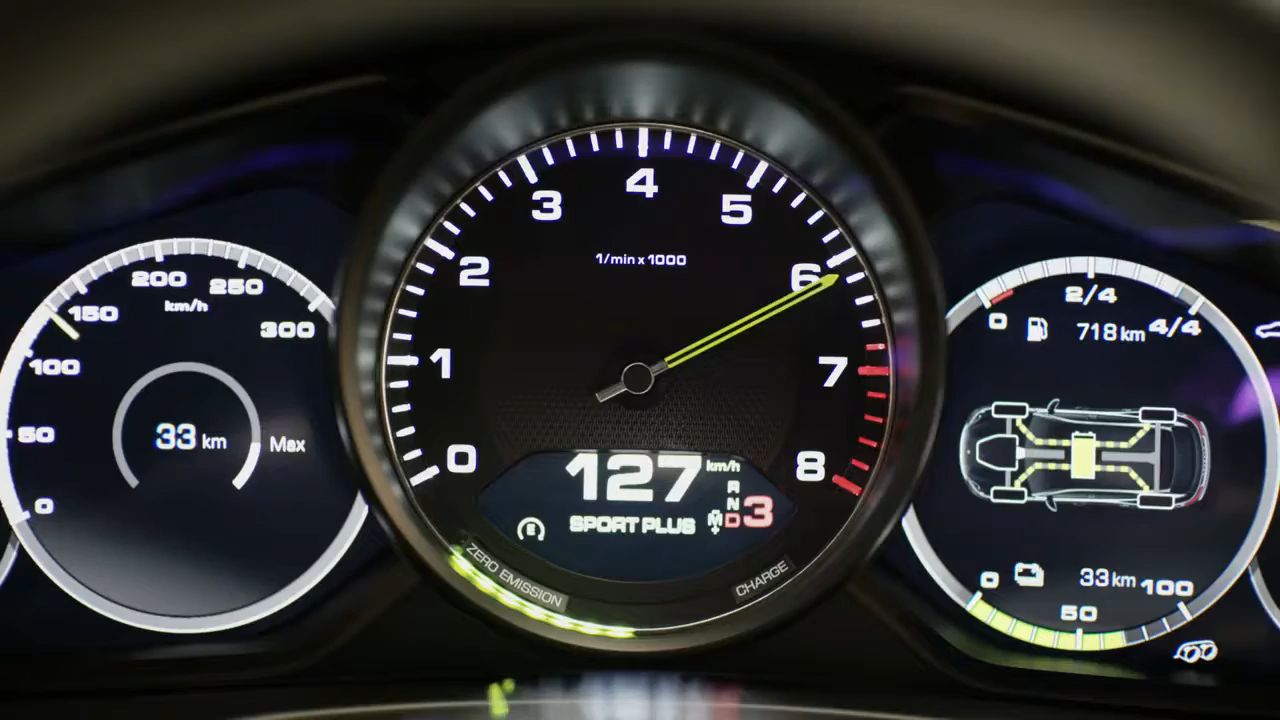 200
250
km/h
150
300
100
33 km
Max
50
0
4
3
5
1/min x 1000
2
6
1
7
0
8
127 km/h
R
N
M D 3
SPORT PLUS
E
ZERO EMISSION
CHARGE
2/4
0
718 km
4/4
0
33 km
100
50